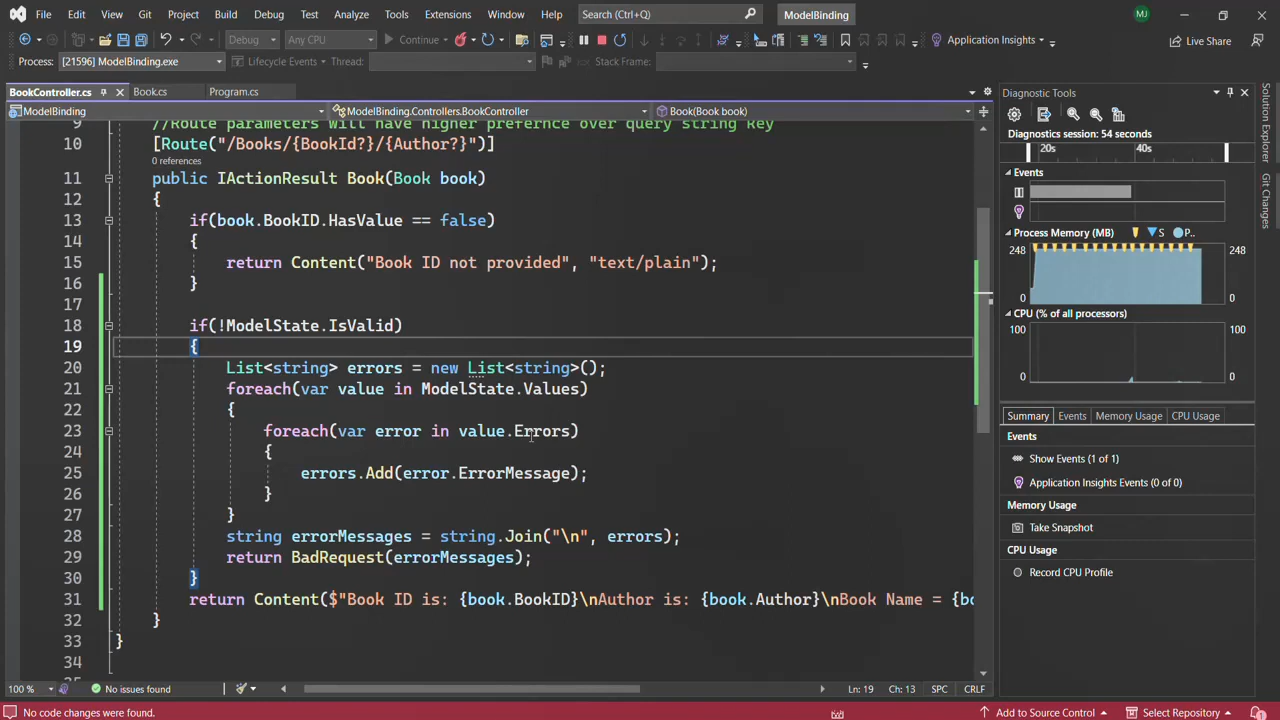 File Edit View Git Project Build Debug Test Analyze Tools Extensions Window Help Search (Ctrl+Q) ModelBinding MJ
Debug Any CPU Continue Application Insights Live Share
Process: [21596] ModelBinding.exe Lifecycle Events Thread: Stack Frame:
BookController.cs Book.cs Program.cs
ModelBinding ModelBinding.Controllers.BookController Book(Book book)
9 //Route parameters will have higher prefernce over query string key
10 [Route("/Books/{BookId?}/{Author?}")]
0 references
11 public IActionResult Book(Book book)
12 {
13 if(book.BookID.HasValue == false)
14 {
15 return Content("Book ID not provided", "text/plain");
16 }
17
18 if(!ModelState.IsValid)
19 {
20 List<string> errors = new List<string>();
21 foreach(var value in ModelState.Values)
22 {
23 foreach(var error in value.Errors)
24 {
25 errors.Add(error.ErrorMessage);
26 }
27 }
28 string errorMessages = string.Join("\n", errors);
29 return BadRequest(errorMessages);
30 }
31 return Content($"Book ID is: {book.BookID}\nAuthor is: {book.Author}\nBook Name = {bo
32 }
33 }
34
100 % No issues found Ln: 19 Ch: 13 SPC CRLF
Diagnostic Tools
Diagnostics session: 54 seconds
20s 40s
Events
Process Memory (MB) S P..
248 248
0 0
CPU (% of all processors)
100 100
0 0
Summary Events Memory Usage CPU Usage
Events
Show Events (1 of 1)
Application Insights Events (0 of 0)
Memory Usage
Take Snapshot
CPU Usage
Record CPU Profile
Solution Explorer
Git Changes
No code changes were found. Add to Source Control Select Repository 1